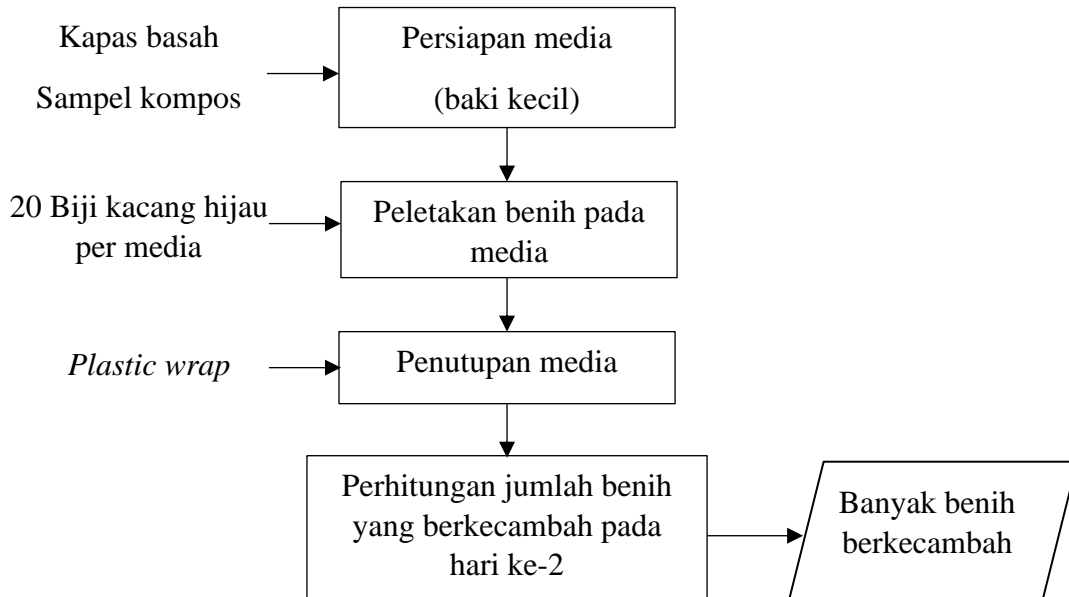 Kapas basah
Sampel kompos
Persiapan media
(baki kecil)
20 Biji kacang hijau
per media
Peletakan benih pada
media
Plastic wrap
Penutupan media
Perhitungan jumlah benih
yang berkecambah pada
hari ke-2
Banyak benih
berkecambah